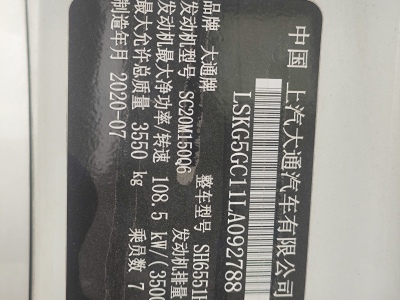 中国 上汽大通汽车有限公司
LSKG5GC11LA092788
品牌 大通牌 整车型号 SH6551
发动机型号 SC20M150Q6 发动机排量
发动机最大净功率/转速 108.5 kW/(3500
最大允许总质量 3550 kg 乘员数 7
制造年月 2020-07